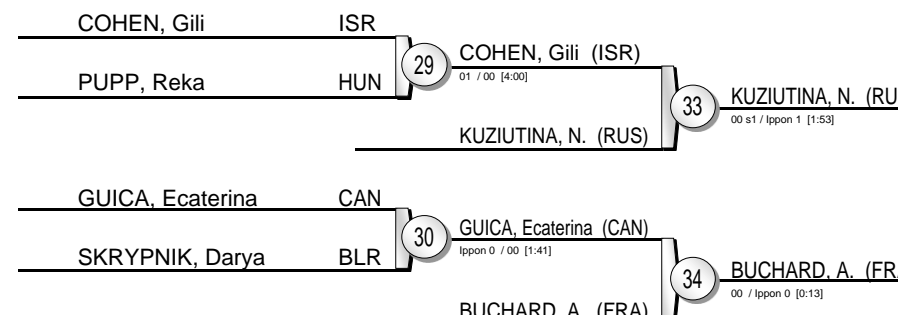 COHEN, Gili ISR
29
COHEN, Gili (ISR)
01 / 00 [4:00]
PUPP, Reka HUN
33
KUZIUTINA, N. (RU
00 s1 / Ippon 1 [1:53]
KUZIUTINA, N. (RUS)
GUICA, Ecaterina CAN
30
GUICA, Ecaterina (CAN)
Ippon 0 / 00 [1:41]
SKRYPNIK, Darya BLR
34
BUCHARD, A. (FR
00 / Ippon 0 [0:13]
BUCHARD, A. (FRA)